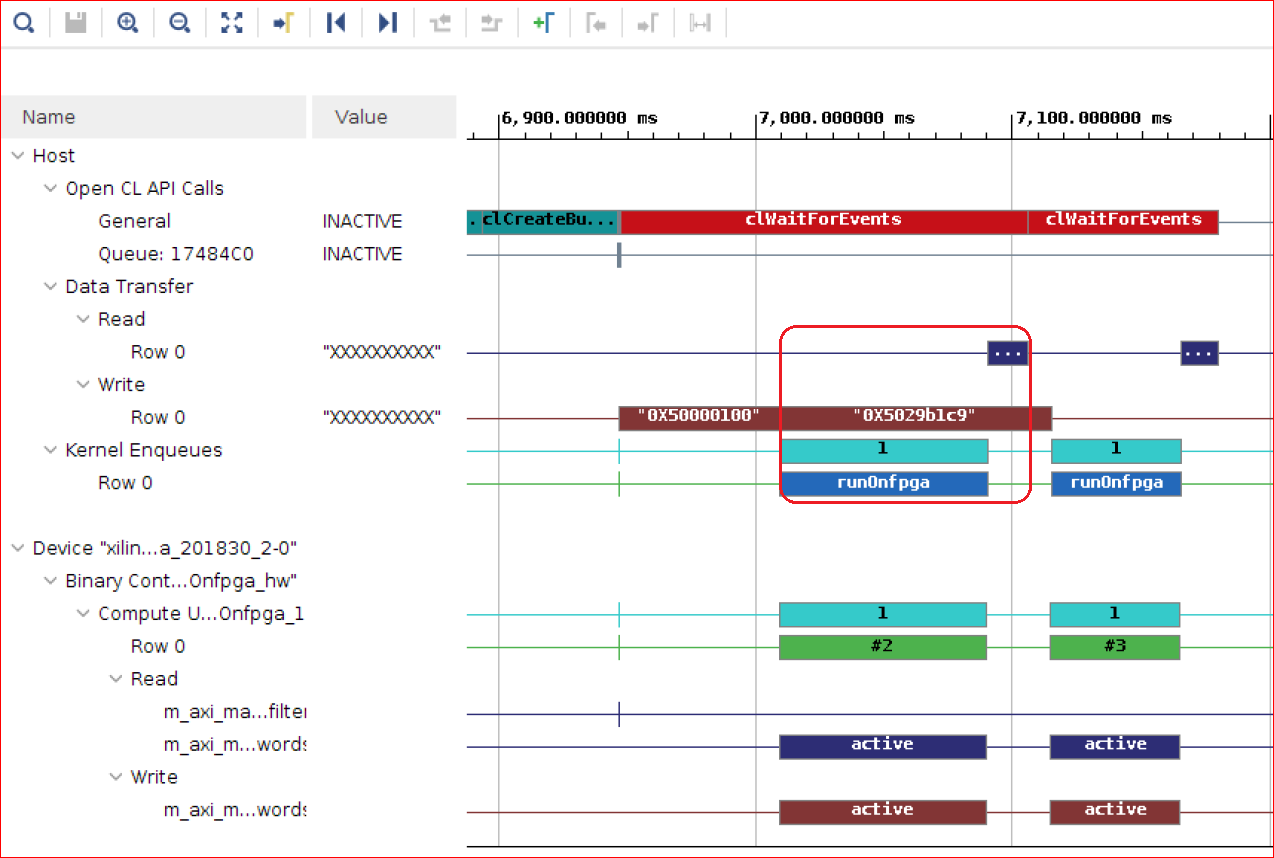 Name Value 6,900.000000 ms 7,000.000000 ms 7,100.000000 ms
Host
Open CL API Calls
General INACTIVE . clCreateBu... clWaitForEvents clWaitForEvents
Queue: 17484C0 INACTIVE
Data Transfer
Read
Row 0 "XXXXXXXXXX" ... ...
Write
Row 0 "XXXXXXXXXX" "0X50000100" "0X5029b1c9"
Kernel Enqueues 1 1
Row 0 runOnfpga runOnfpga
Device "xilin...a_201830_2-0"
Binary Cont...Onfpga_hw"
Compute U...Onfpga_1 1 1
Row 0 #2 #3
Read
m_axi_ma...filter
m_axi_m...words active active
Write
m_axi_m...words active active